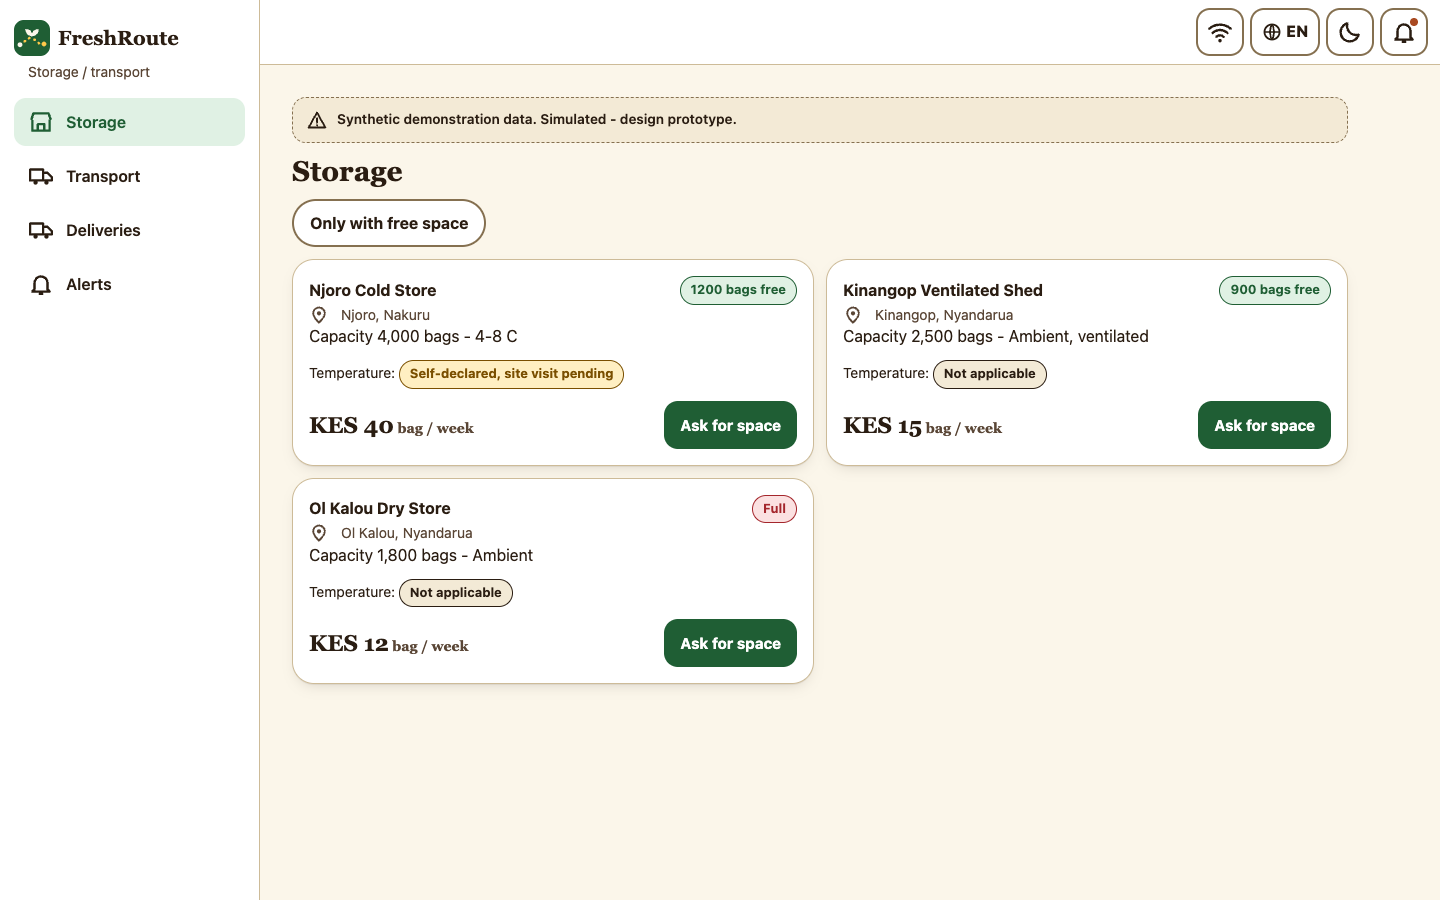 FreshRoute
Storage / transport
Storage
Transport
Deliveries
Alerts
EN
Synthetic demonstration data. Simulated - design prototype.
Storage
Only with free space
Njoro Cold Store
1200 bags free
Njoro, Nakuru
Capacity 4,000 bags - 4-8 C
Temperature: Self-declared, site visit pending
KES 40 bag / week
Ask for space
Kinangop Ventilated Shed
900 bags free
Kinangop, Nyandarua
Capacity 2,500 bags - Ambient, ventilated
Temperature: Not applicable
KES 15 bag / week
Ask for space
Ol Kalou Dry Store
Full
Ol Kalou, Nyandarua
Capacity 1,800 bags - Ambient
Temperature: Not applicable
KES 12 bag / week
Ask for space